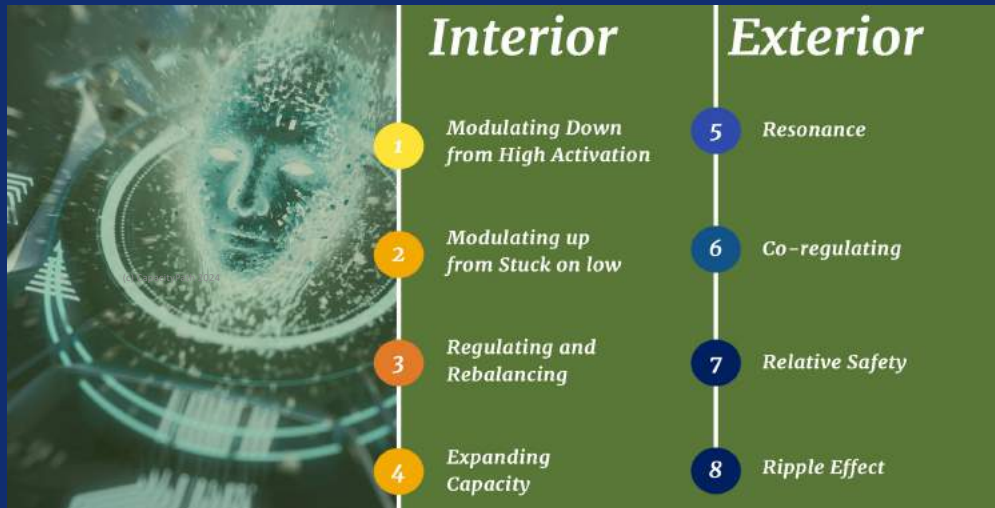 Interior
1
Modulating Down
from High Activation
2
Modulating up
from Stuck on low
3
Regulating and
Rebalancing
4
Expanding
Capacity
Exterior
5
Resonance
6
Co-regulating
7
Relative Safety
8
Ripple Effect